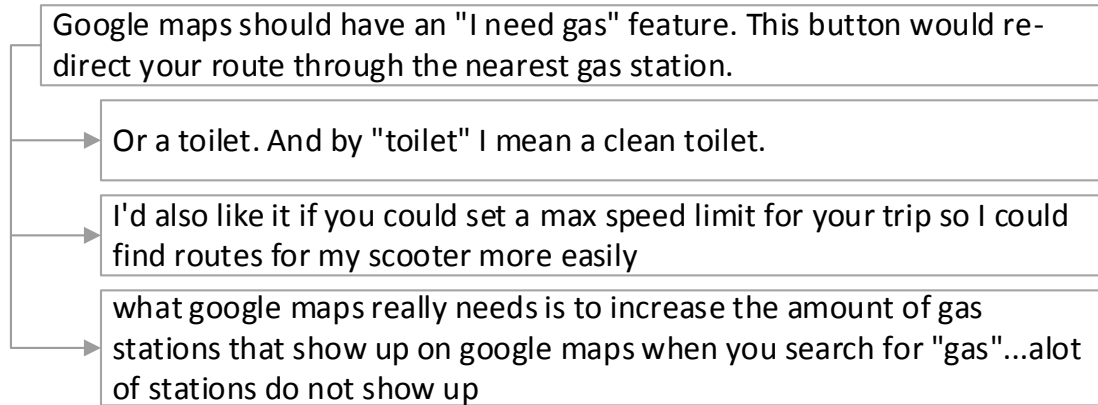 Google maps should have an "I need gas" feature. This button would re-
direct your route through the nearest gas station.
Or a toilet. And by "toilet" I mean a clean toilet.
I'd also like it if you could set a max speed limit for your trip so I could
find routes for my scooter more easily
what google maps really needs is to increase the amount of gas
stations that show up on google maps when you search for "gas"...alot
of stations do not show up